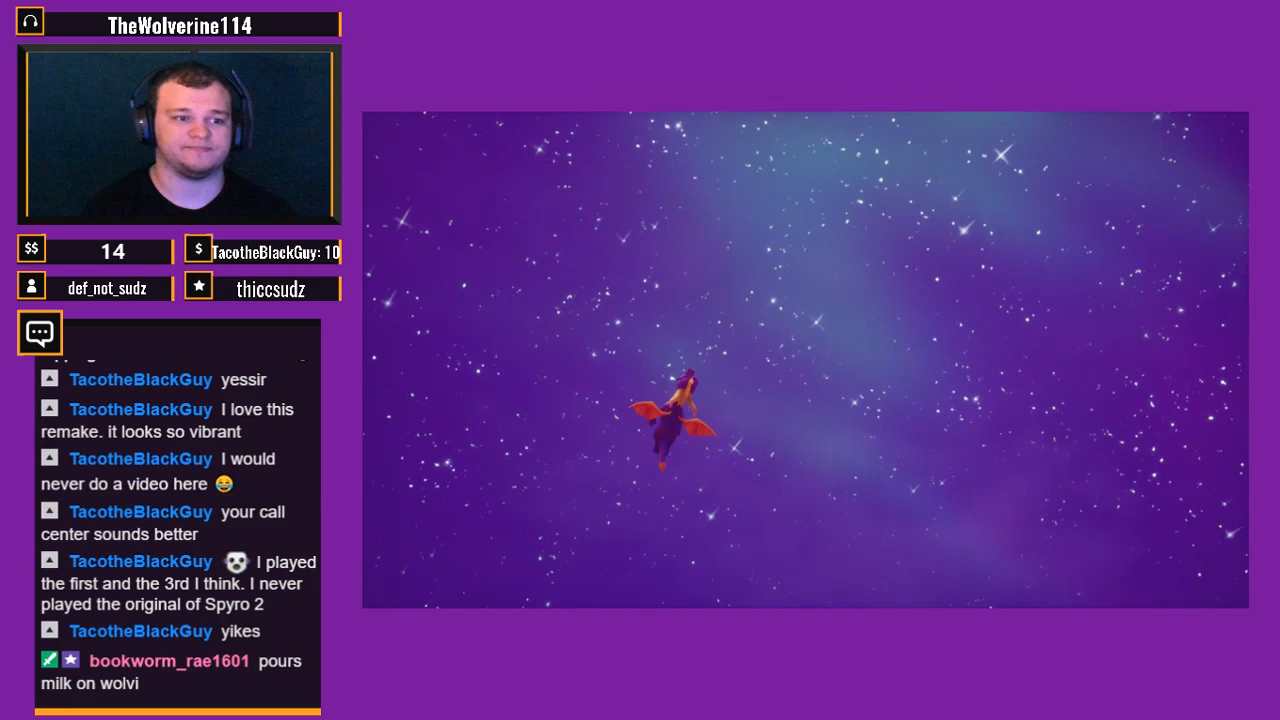 TheWolverine114
$$ 14
$ TacotheBlackGuy: 10
def_not_sudz
thiccsudz
TacotheBlackGuy yessir
TacotheBlackGuy I love this
remake. it looks so vibrant
TacotheBlackGuy I would
never do a video here 😂
TacotheBlackGuy your call
center sounds better
TacotheBlackGuy I played
the first and the 3rd I think. I never
played the original of Spyro 2
TacotheBlackGuy yikes
bookworm_rae1601 pours
milk on wolvi